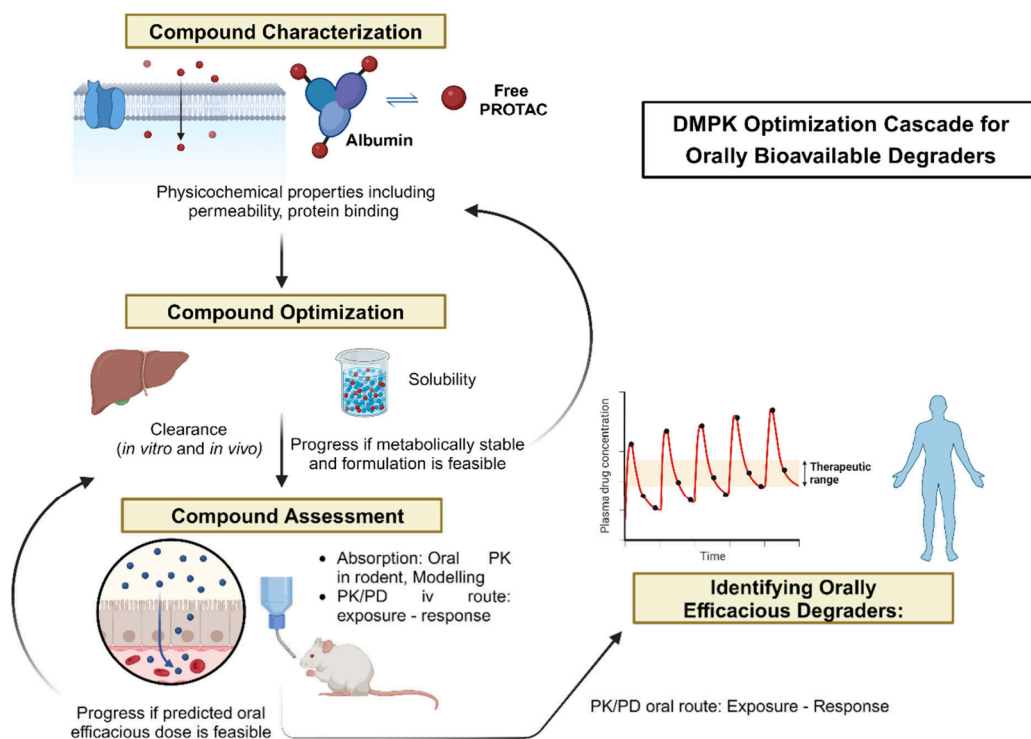 Compound Characterization
Free
PROTAC
Albumin
DMPK Optimization Cascade for
Orally Bioavailable Degraders
Physicochemical properties including
permeability, protein binding
Compound Optimization
Solubility
Clearance
(in vitro and in vivo)
Progress if metabolically stable
and formulation is feasible
Compound Assessment
• Absorption: Oral PK
in rodent, Modelling
• PK/PD iv route:
exposure - response
Progress if predicted oral
efficacious dose is feasible
Plasma drug concentration
Therapeutic
range
Time
Identifying Orally
Efficacious Degraders:
PK/PD oral route: Exposure - Response